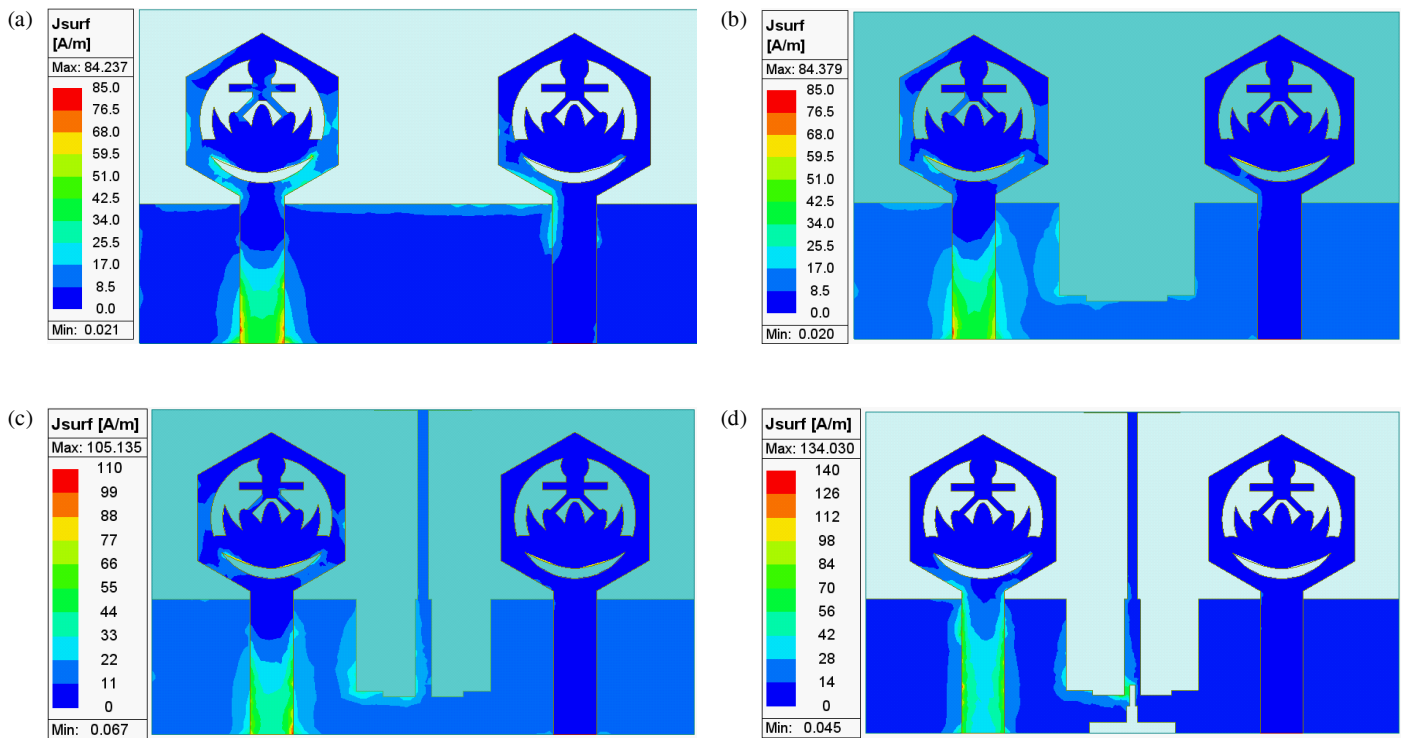 (a)
Jsurf
[A/m]
Max: 84.237
85.0
76.5
68.0
59.5
51.0
42.5
34.0
25.5
17.0
8.5
0.0
Min: 0.021
(b)
Jsurf
[A/m]
Max: 84.379
85.0
76.5
68.0
59.5
51.0
42.5
34.0
25.5
17.0
8.5
0.0
Min: 0.020
(c)
Jsurf [A/m]
Max: 105.135
110
99
88
77
66
55
44
33
22
11
0
Min: 0.067
(d)
Jsurf [A/m]
Max: 134.030
140
126
112
98
84
70
56
42
28
14
0
Min: 0.045